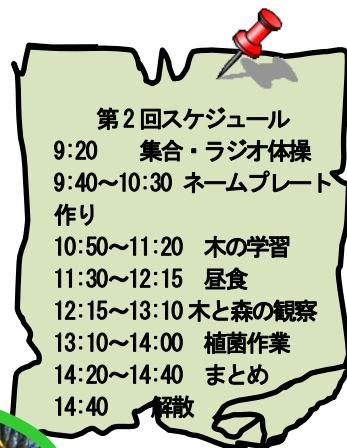 第2回スケジュール
9:20　　集合・ラジオ体操
9:40～10:30 ネームプレート
作り
10:50～11:20　木の学習
11:30～12:15　昼食
12:15～13:10 木と森の観察
13:10～14:00　植菌作業
14:20～14:40　まとめ
14:40　　解散